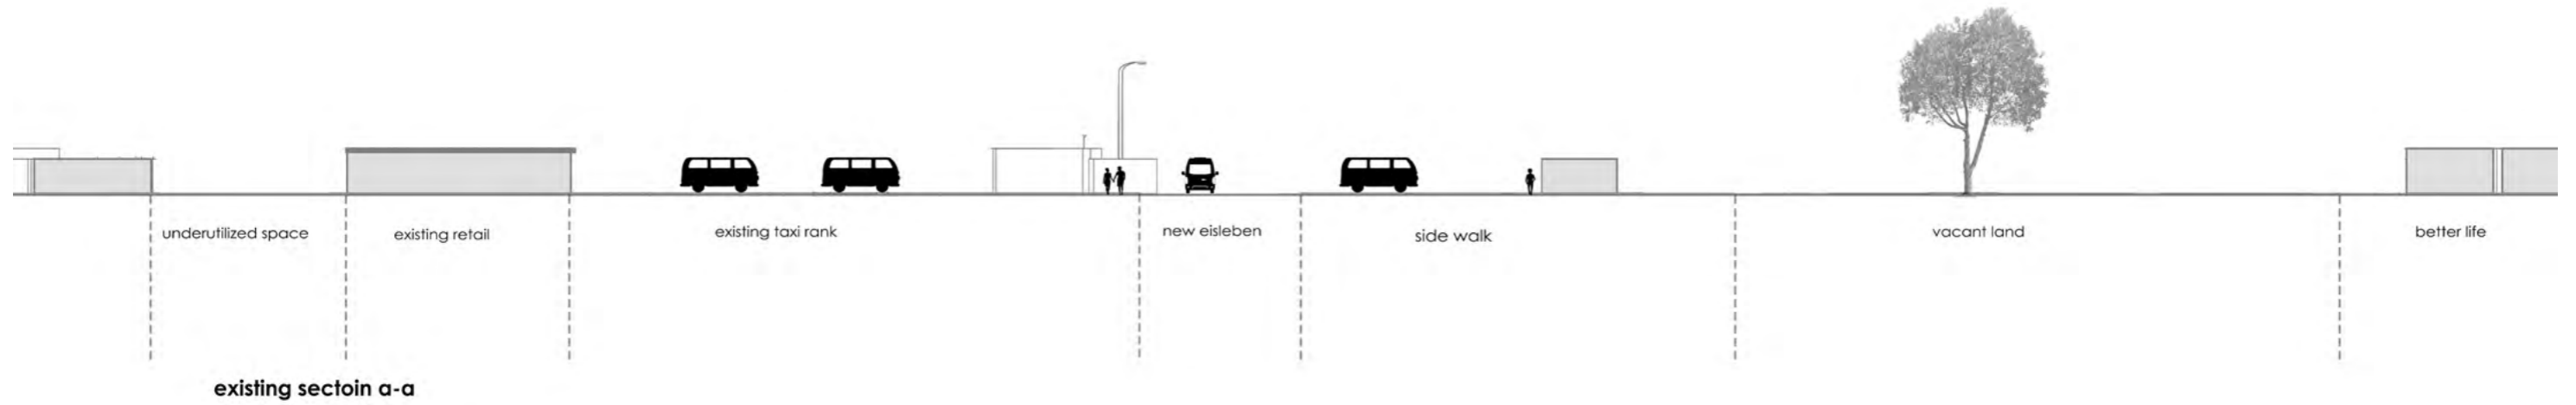 underutilized space
existing retail
existing taxi rank
new eisleben
side walk
vacant land
better life
existing sectoin a-a